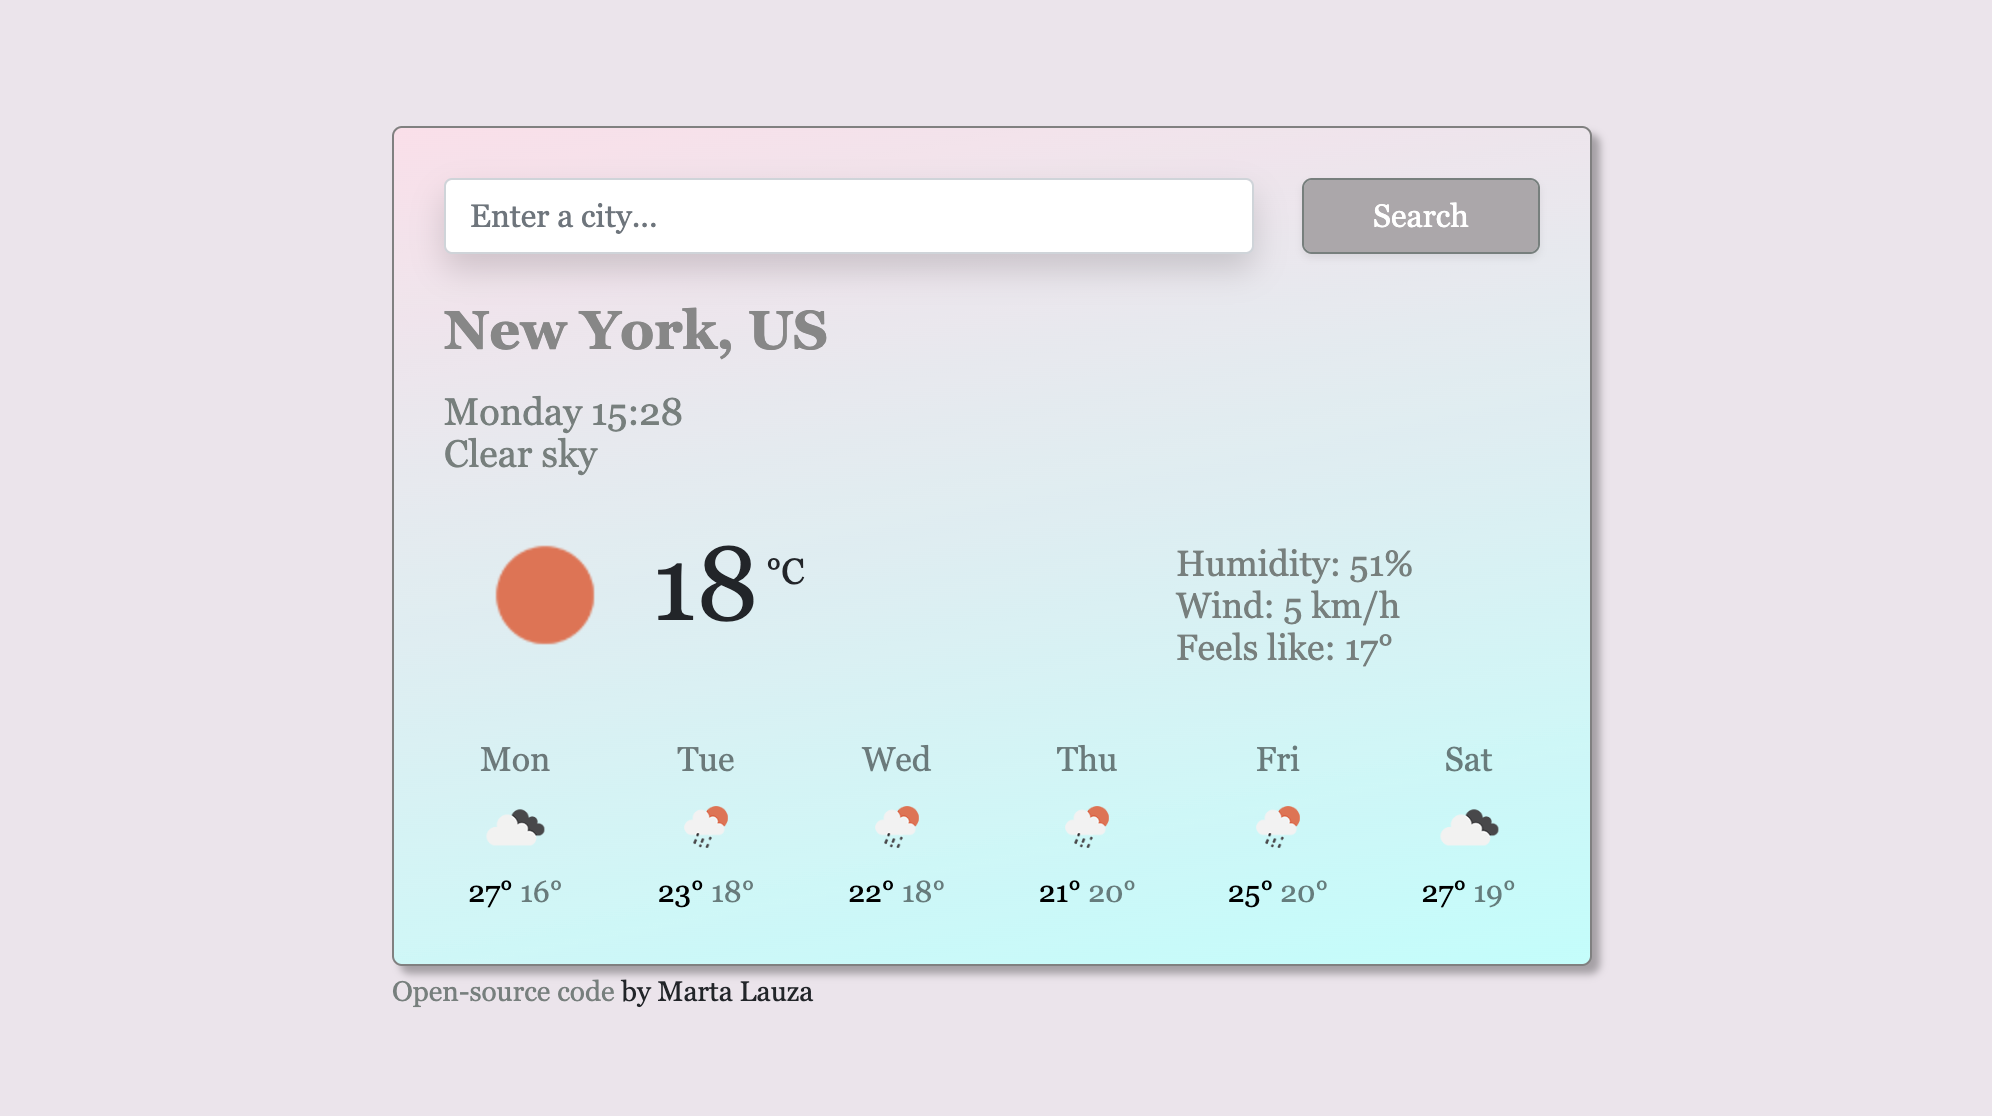 Enter a city...
Search
New York, US
Monday 15:28
Clear sky
18 °C
Humidity: 51%
Wind: 5 km/h
Feels like: 17°
Mon Tue Wed Thu Fri Sat
27° 16° 23° 18° 22° 18° 21° 20° 25° 20° 27° 19°
Open-source code by Marta Lauza